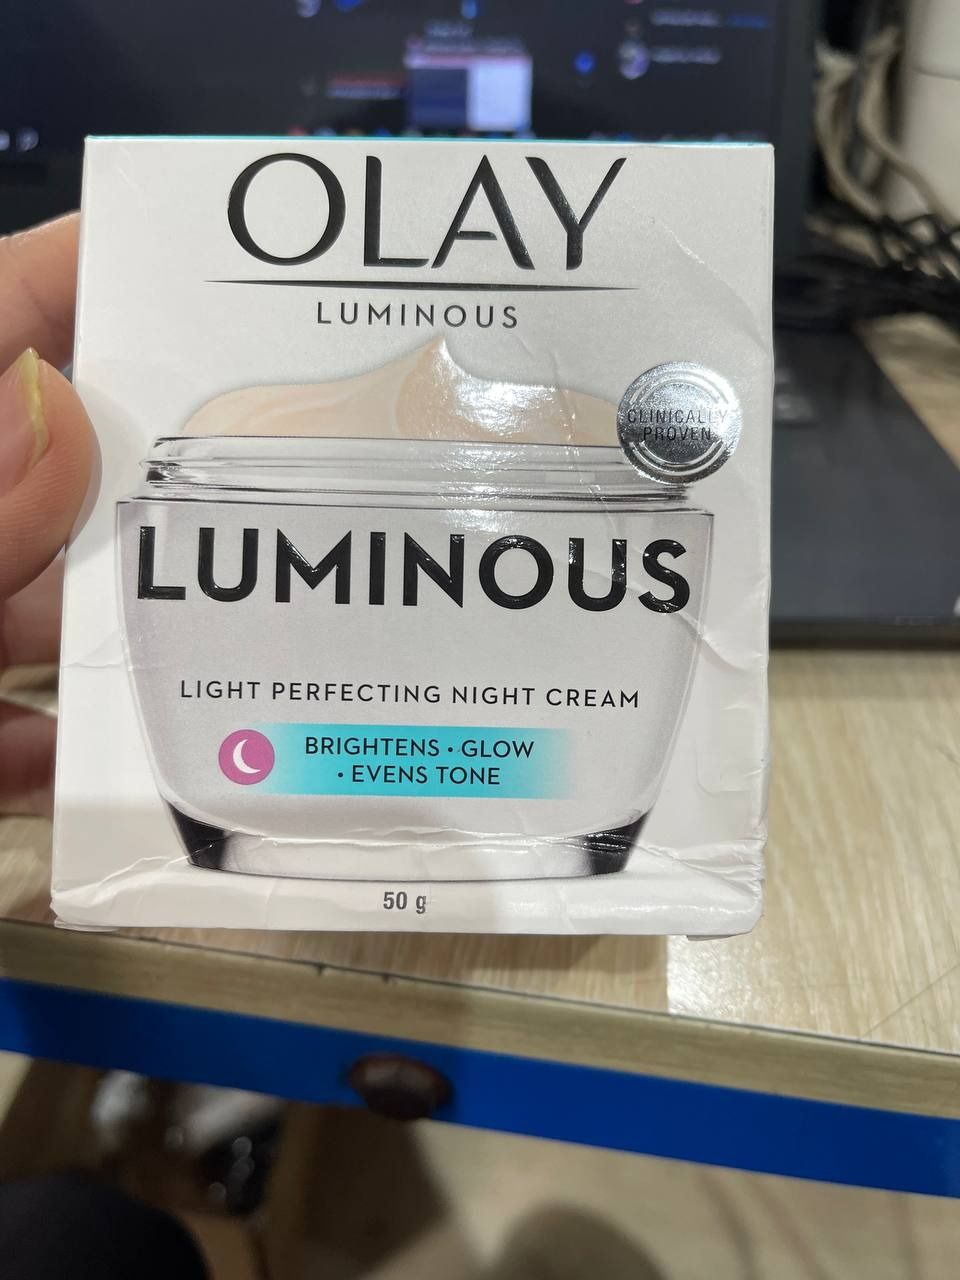 OLAY
LUMINOUS
CLINICALLY
PROVEN
LUMINOUS
LIGHT PERFECTING NIGHT CREAM
BRIGHTENS • GLOW
• EVENS TONE
50 g